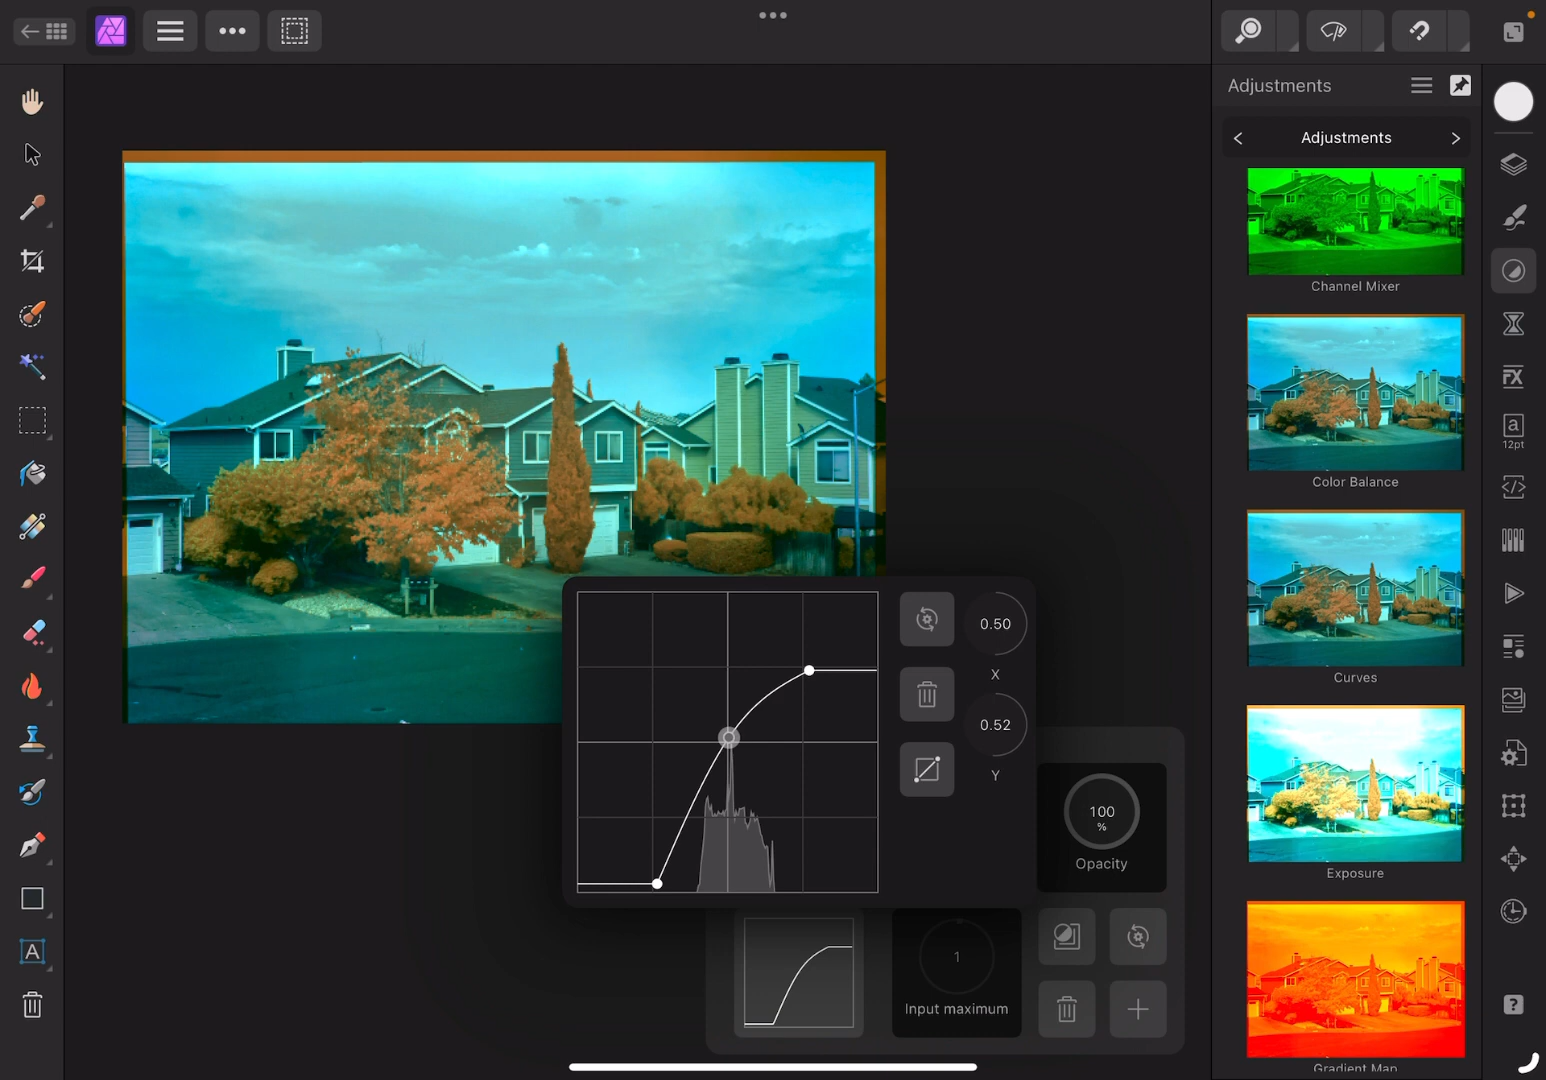 Adjustments
Adjustments
Channel Mixer
Color Balance
Curves
Exposure
Gradient Map
FX
a
12pt
A
0.50
X
0.52
Y
100
%
Opacity
1
Input maximum
?